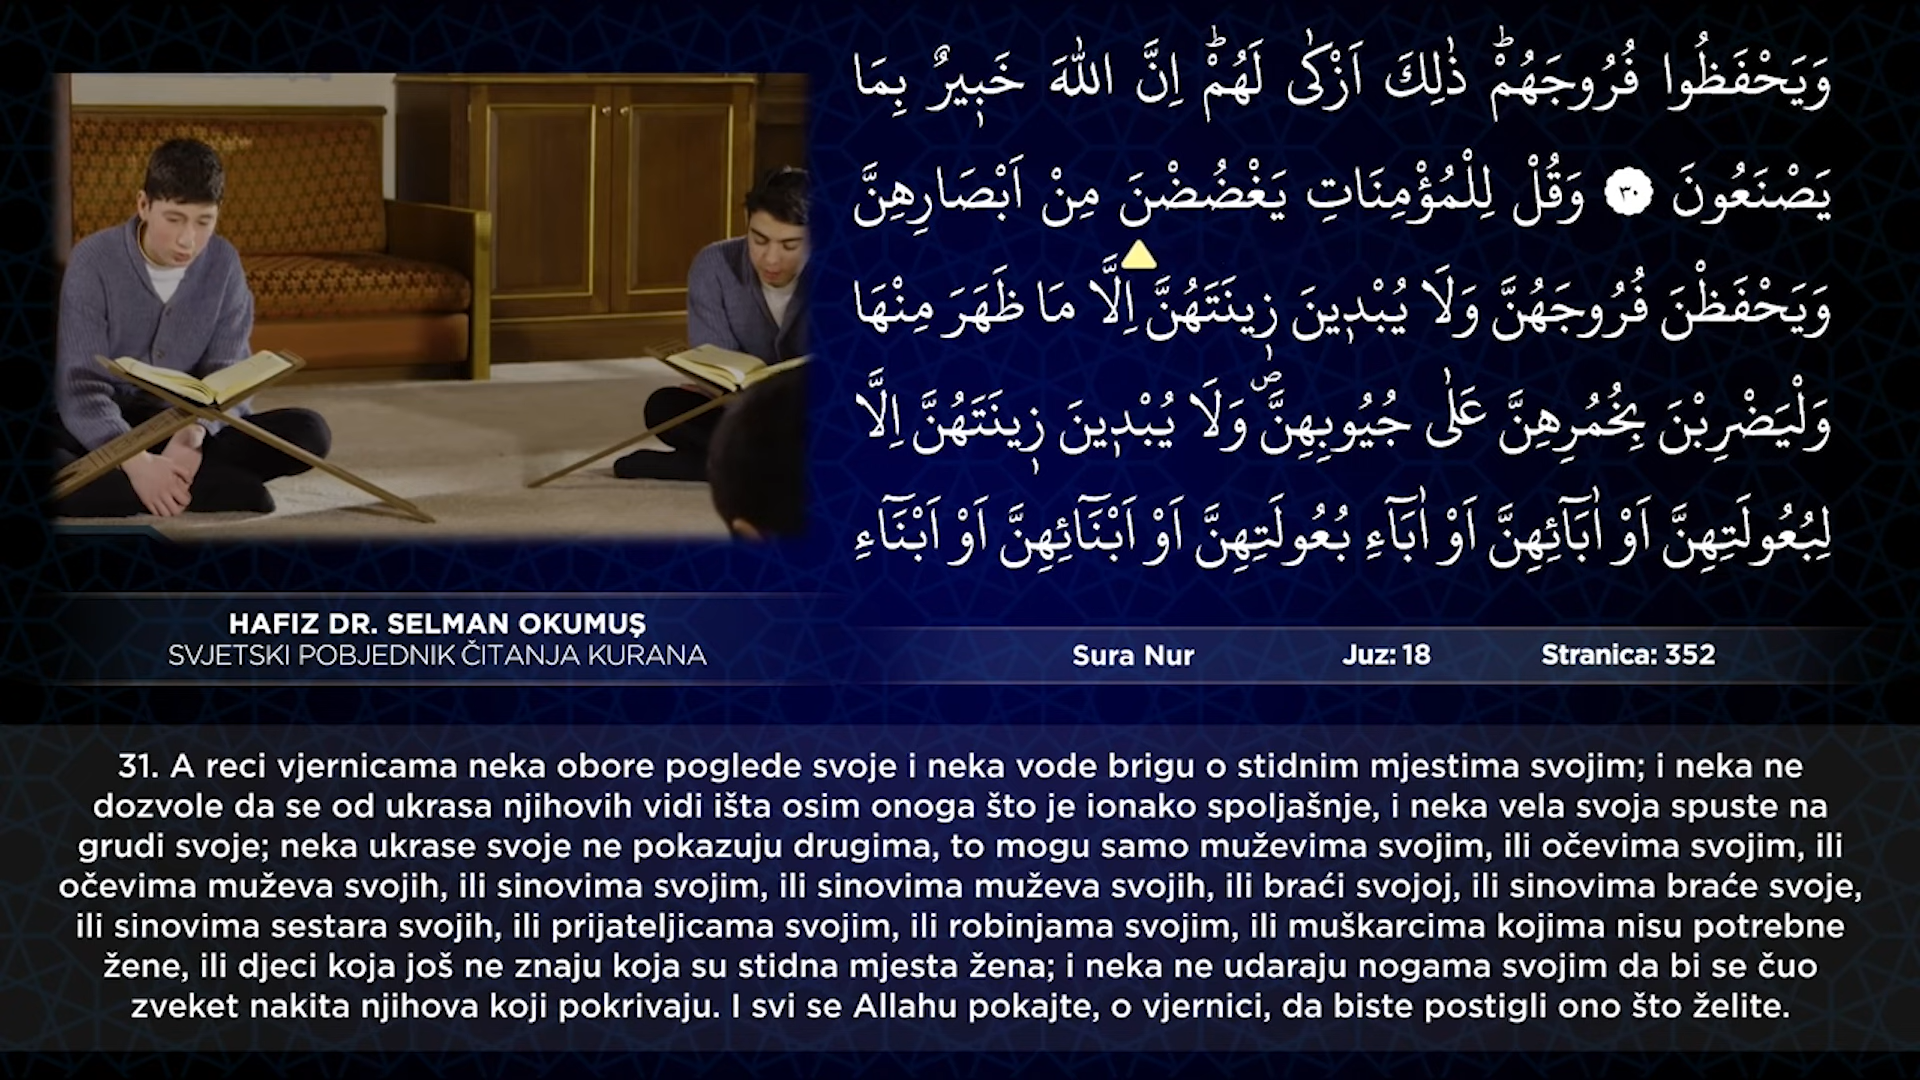 وَيَحْفَظُوا فُرُوجَهُمْۜ ذٰلِكَ اَزْكٰى لَهُمْۜ اِنَّ اللّٰهَ خَب۪يرٌ بِمَا
يَصْنَعُونَ ٣٠ وَقُلْ لِلْمُؤْمِنَاتِ يَغْضُضْنَ مِنْ اَبْصَارِهِنَّ
وَيَحْفَظْنَ فُرُوجَهُنَّ وَلَا يُبْد۪ينَ ز۪ينَتَهُنَّ اِلَّا مَا ظَهَرَ مِنْهَا
وَلْيَضْرِبْنَ بِخُمُرِهِنَّ عَلٰى جُيُوبِهِنَّۖ وَلَا يُبْد۪ينَ ز۪ينَتَهُنَّ اِلَّا
لِبُعُولَتِهِنَّ اَوْ اٰبَٓائِهِنَّ اَوْ اٰبَٓاءِ بُعُولَتِهِنَّ اَوْ اَبْنَٓائِهِنَّ اَوْ اَبْنَٓاءِ
HAFIZ DR. SELMAN OKUMUŞ
SVJETSKI POBJEDNIK ČITANJA KURANA
Sura Nur Juz: 18 Stranica: 352
31. A reci vjernicama neka obore poglede svoje i neka vode brigu o stidnim mjestima svojim; i neka ne
dozvole da se od ukrasa njihovih vidi išta osim onoga što je ionako spoljašnje, i neka vela svoja spuste na
grudi svoje; neka ukrase svoje ne pokazuju drugima, to mogu samo muževima svojim, ili očevima svojim, ili
očevima muževa svojih, ili sinovima svojim, ili sinovima muževa svojih, ili braći svojoj, ili sinovima braće svoje,
ili sinovima sestara svojih, ili prijateljicama svojim, ili robinjama svojim, ili muškarcima kojima nisu potrebne
žene, ili djeci koja još ne znaju koja su stidna mjesta žena; i neka ne udaraju nogama svojim da bi se čuo
zveket nakita njihova koji pokrivaju. I svi se Allahu pokajte, o vjernici, da biste postigli ono što želite.